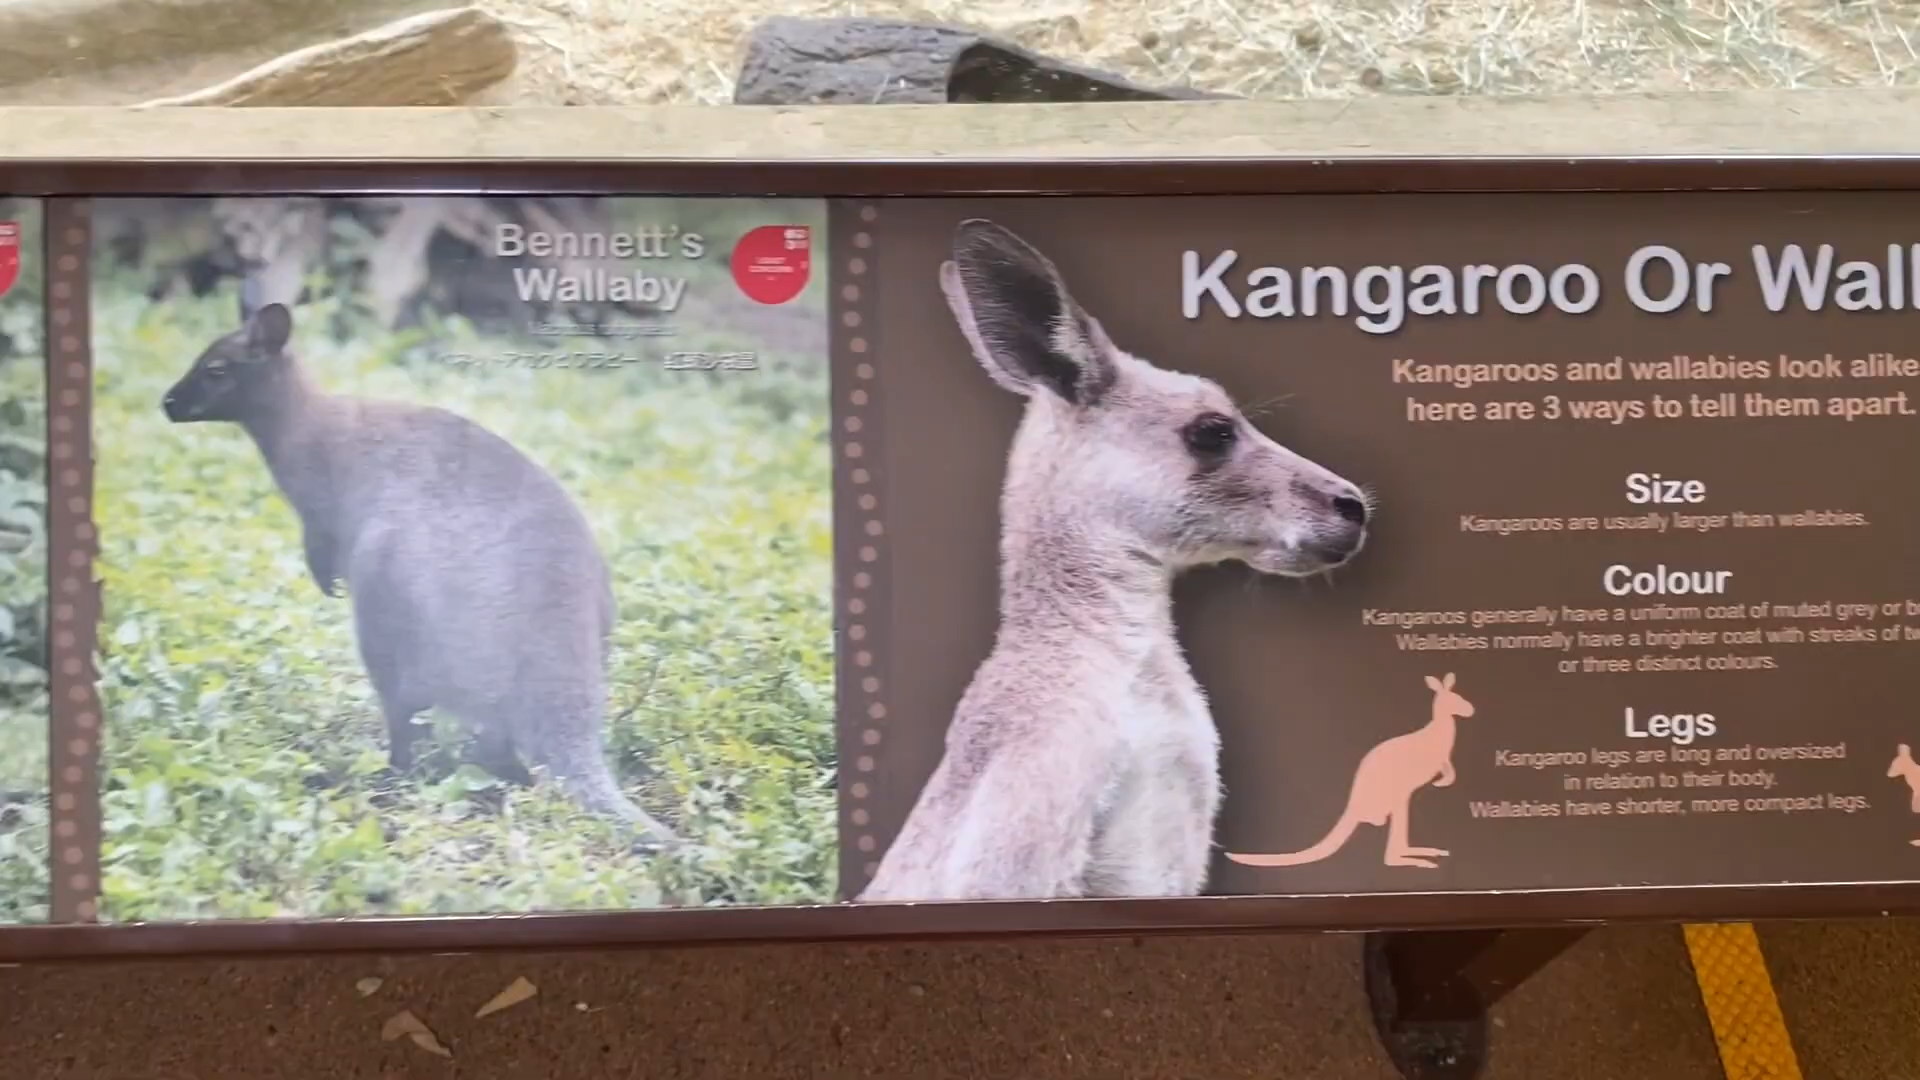 Bennett's
Wallaby
Kangaroo Or Wall
Kangaroos and wallabies look alike
here are 3 ways to tell them apart.
Size
Kangaroos are usually larger than wallabies.
Colour
Kangaroos generally have a uniform coat of muted grey or b
Wallabies normally have a brighter coat with streaks of tw
or three distinct colours.
Legs
Kangaroo legs are long and oversized
in relation to their body.
Wallabies have shorter, more compact legs.